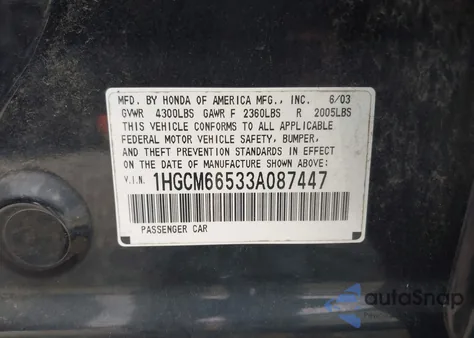 MFD. BY HONDA OF AMERICA MFG., INC. 6/03
GVWR 4300LBS GAWR F 2360LBS R 2005LBS
THIS VEHICLE CONFORMS TO ALL APPLICABLE
FEDERAL MOTOR VEHICLE SAFETY, BUMPER,
AND THEFT PREVENTION STANDARDS IN EFFECT
ON THE DATE OF MANUFACTURE SHOWN ABOVE:
V.I.N. 1HGCM66533A087447
PASSENGER CAR
autoSnap